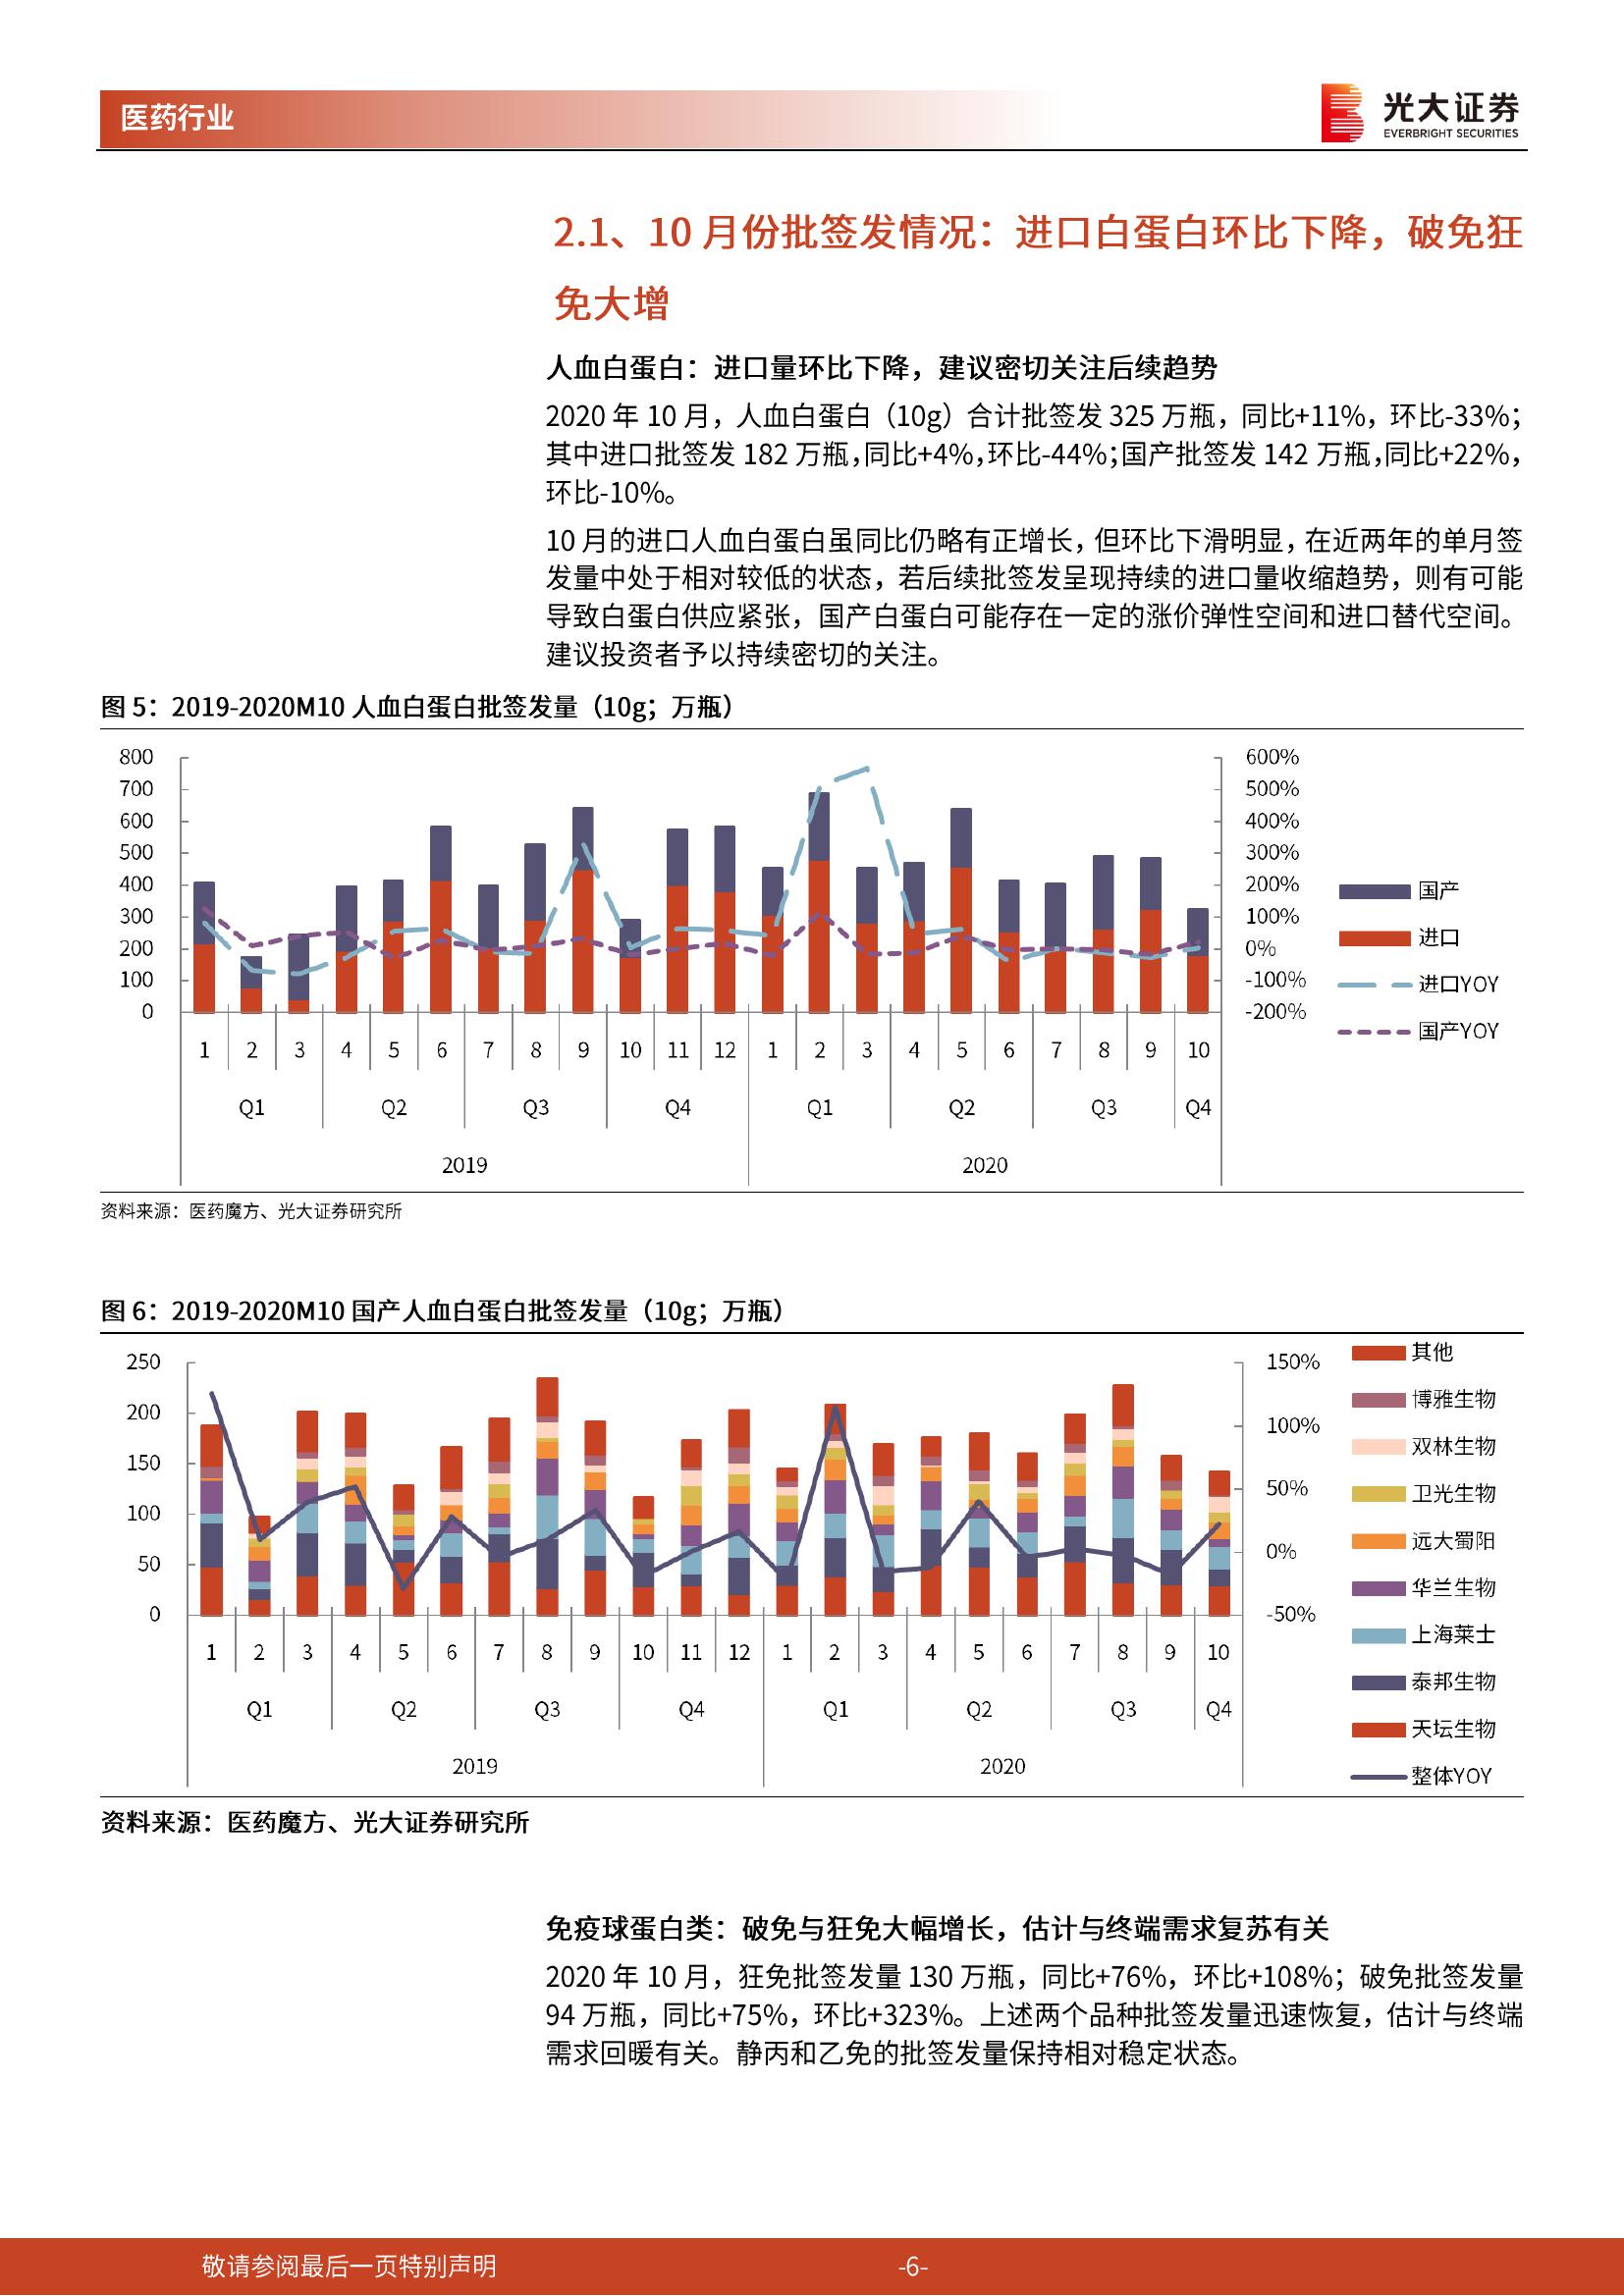 医药行业
光大证券
EVERBRIGHT SECURITIES
2.1、10 月份批签发情况：进口白蛋白环比下降，破免狂
免大增
人血白蛋白：进口量环比下降，建议密切关注后续趋势
2020 年 10 月，人血白蛋白（10g）合计批签发 325 万瓶，同比+11%，环比-33%；
其中进口批签发 182 万瓶，同比+4%，环比-44%；国产批签发 142 万瓶，同比+22%，
环比-10%。
10 月的进口人血白蛋白虽同比仍略有正增长，但环比下滑明显，在近两年的单月签
发量中处于相对较低的状态，若后续批签发呈现持续的进口量收缩趋势，则有可能
导致白蛋白供应紧张，国产白蛋白可能存在一定的涨价弹性空间和进口替代空间。
建议投资者予以持续密切的关注。
图 5：2019-2020M10 人血白蛋白批签发量（10g；万瓶）
800 600%
700 500%
600 400%
500 300%
400 200% 国产
300 100%
200 0% 进口
100 -100% 进口YOY
0 -200%
国产YOY
1 2 3 4 5 6 7 8 9 10 11 12 1 2 3 4 5 6 7 8 9 10
Q1 Q2 Q3 Q4 Q1 Q2 Q3 Q4
2019 2020
资料来源：医药魔方、光大证券研究所
图 6：2019-2020M10 国产人血白蛋白批签发量（10g；万瓶）
其他
250 150%
博雅生物
200 100%
双林生物
150
卫光生物
50%
100
远大蜀阳
0%
50
华兰生物
0 -50%
上海莱士
1 2 3 4 5 6 7 8 9 10 11 12 1 2 3 4 5 6 7 8 9 10
泰邦生物
Q1 Q2 Q3 Q4 Q1 Q2 Q3 Q4
天坛生物
2019 2020
整体YOY
资料来源：医药魔方、光大证券研究所
免疫球蛋白类：破免与狂免大幅增长，估计与终端需求复苏有关
2020 年 10 月，狂免批签发量 130 万瓶，同比+76%，环比+108%；破免批签发量
94 万瓶，同比+75%，环比+323%。上述两个品种批签发量迅速恢复，估计与终端
需求回暖有关。静丙和乙免的批签发量保持相对稳定状态。
敬请参阅最后一页特别声明 -6-